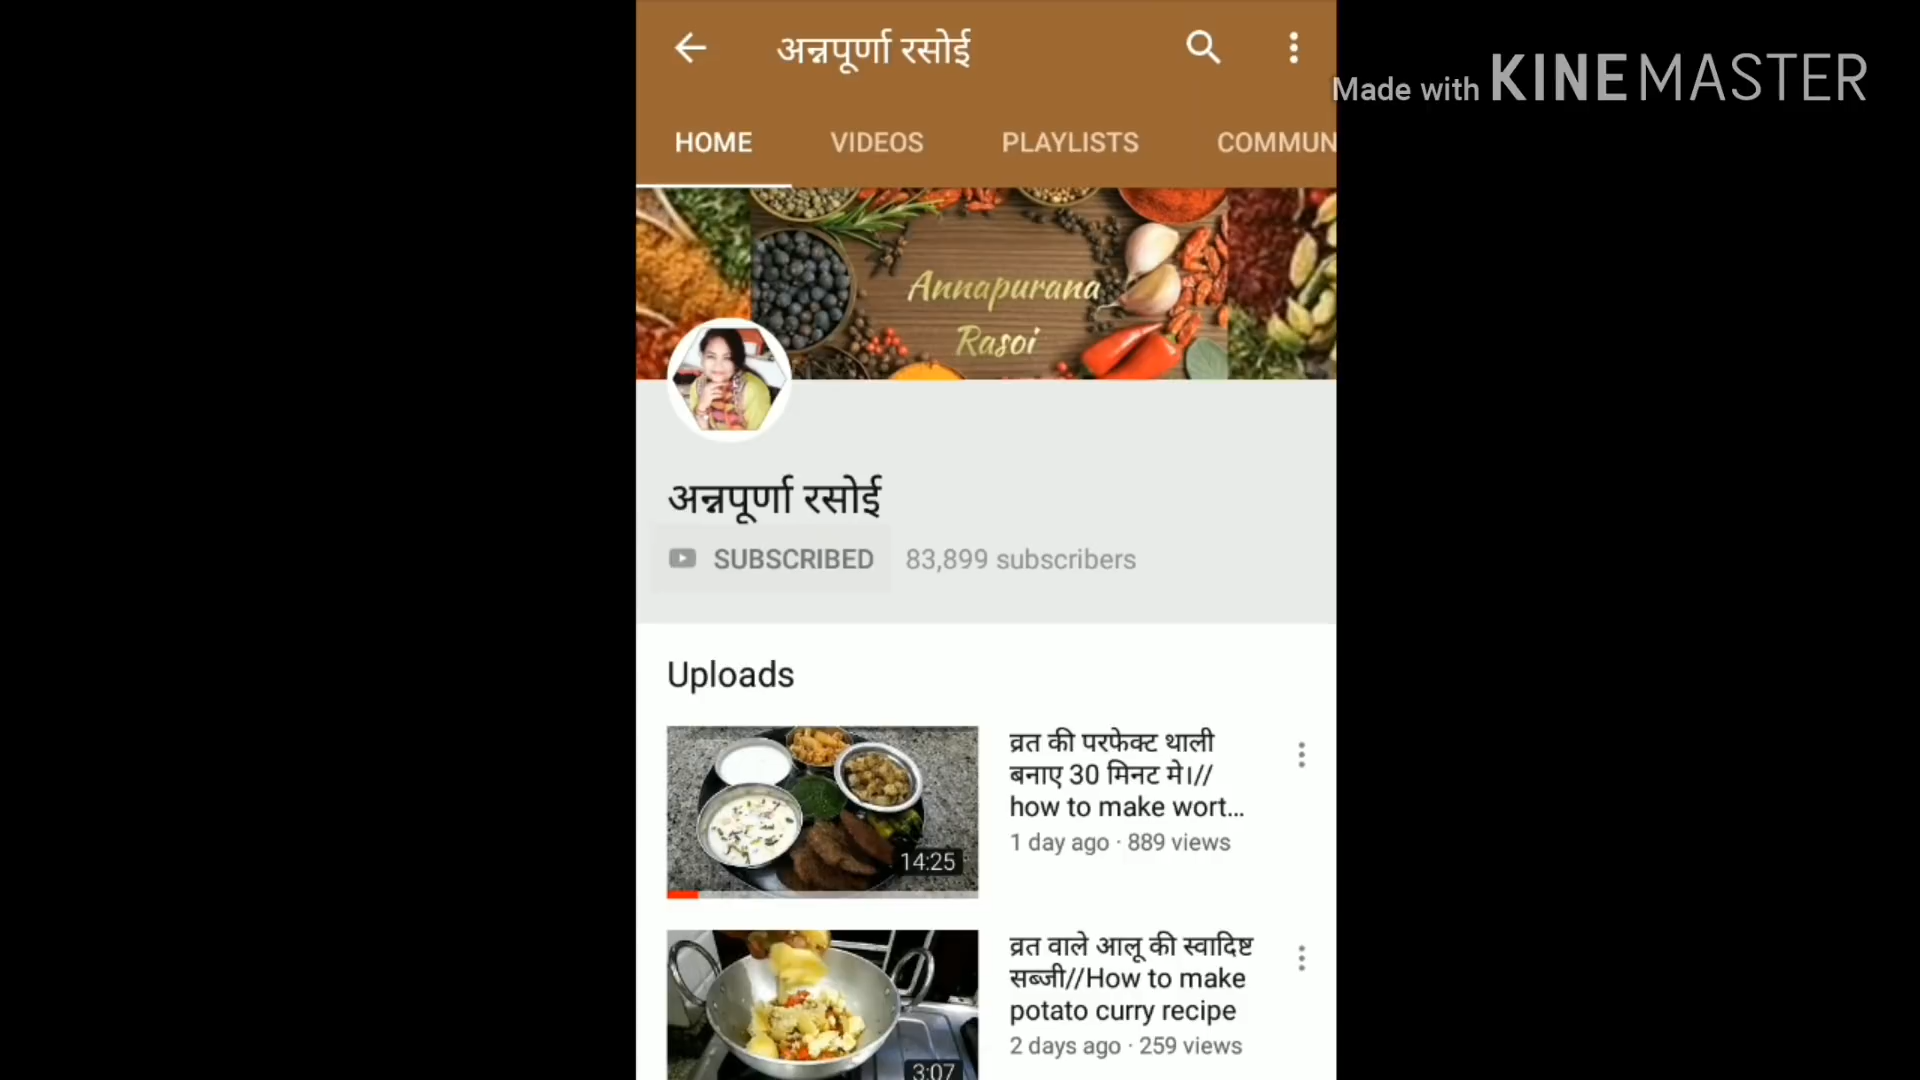 अन्नपूर्णा रसोई
Made with KINEMASTER
HOME VIDEOS PLAYLISTS COMMUN
Annapurana
Rasoi
अन्नपूर्णा रसोई
SUBSCRIBED 83,899 subscribers
Uploads
व्रत की परफेक्ट थाली
बनाए 30 मिनट मे।//
how to make wort...
1 day ago · 889 views
14:25
व्रत वाले आलू की स्वादिष्ट
सब्जी//How to make
potato curry recipe
2 days ago · 259 views
3:07